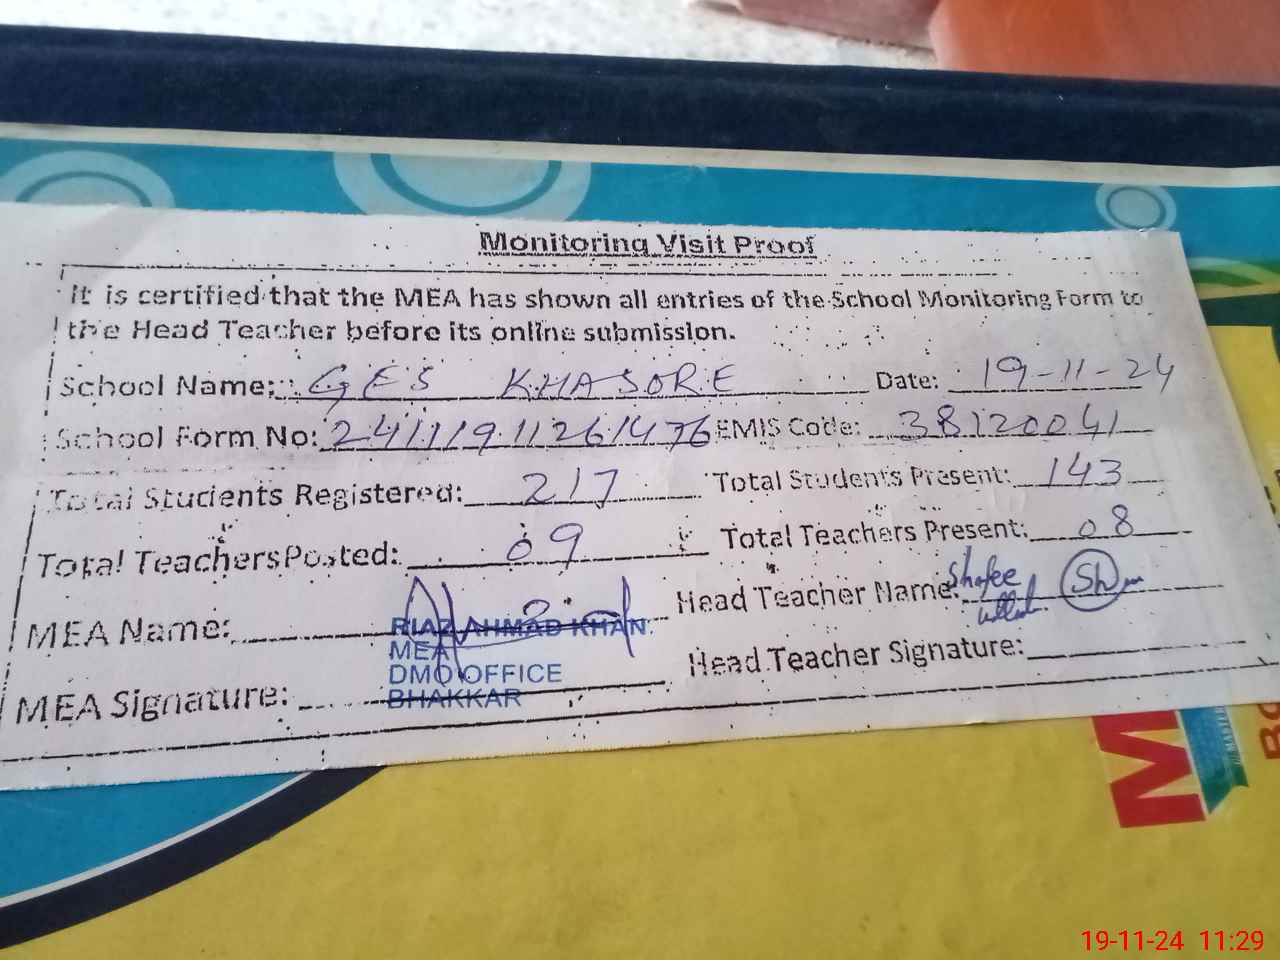 Monitoring Visit Proof
It is certified that the MEA has shown all entries of the School Monitoring Form to
the Head Teacher before its online submission.
School Name: GES KHASORE Date: 19-11-24
School Form No: 24111911261476 EMIS Code: 38120041
Total Students Registered: 217 Total Students Present: 143
Total Teachers Posted: 09 Total Teachers Present: 08
MEA Name: Head Teacher Name: Shafee
RIAZ AHMAD KHAN
MEA
DMO OFFICE
BHAKKAR
MEA Signature: Head Teacher Signature:
M
19-11-24 11:29